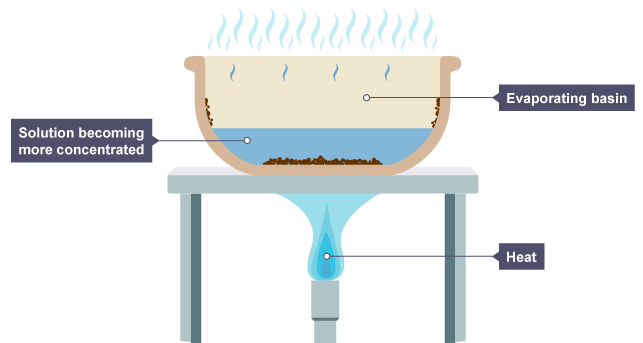 Evaporating basin
Solution becoming
more concentrated
Heat